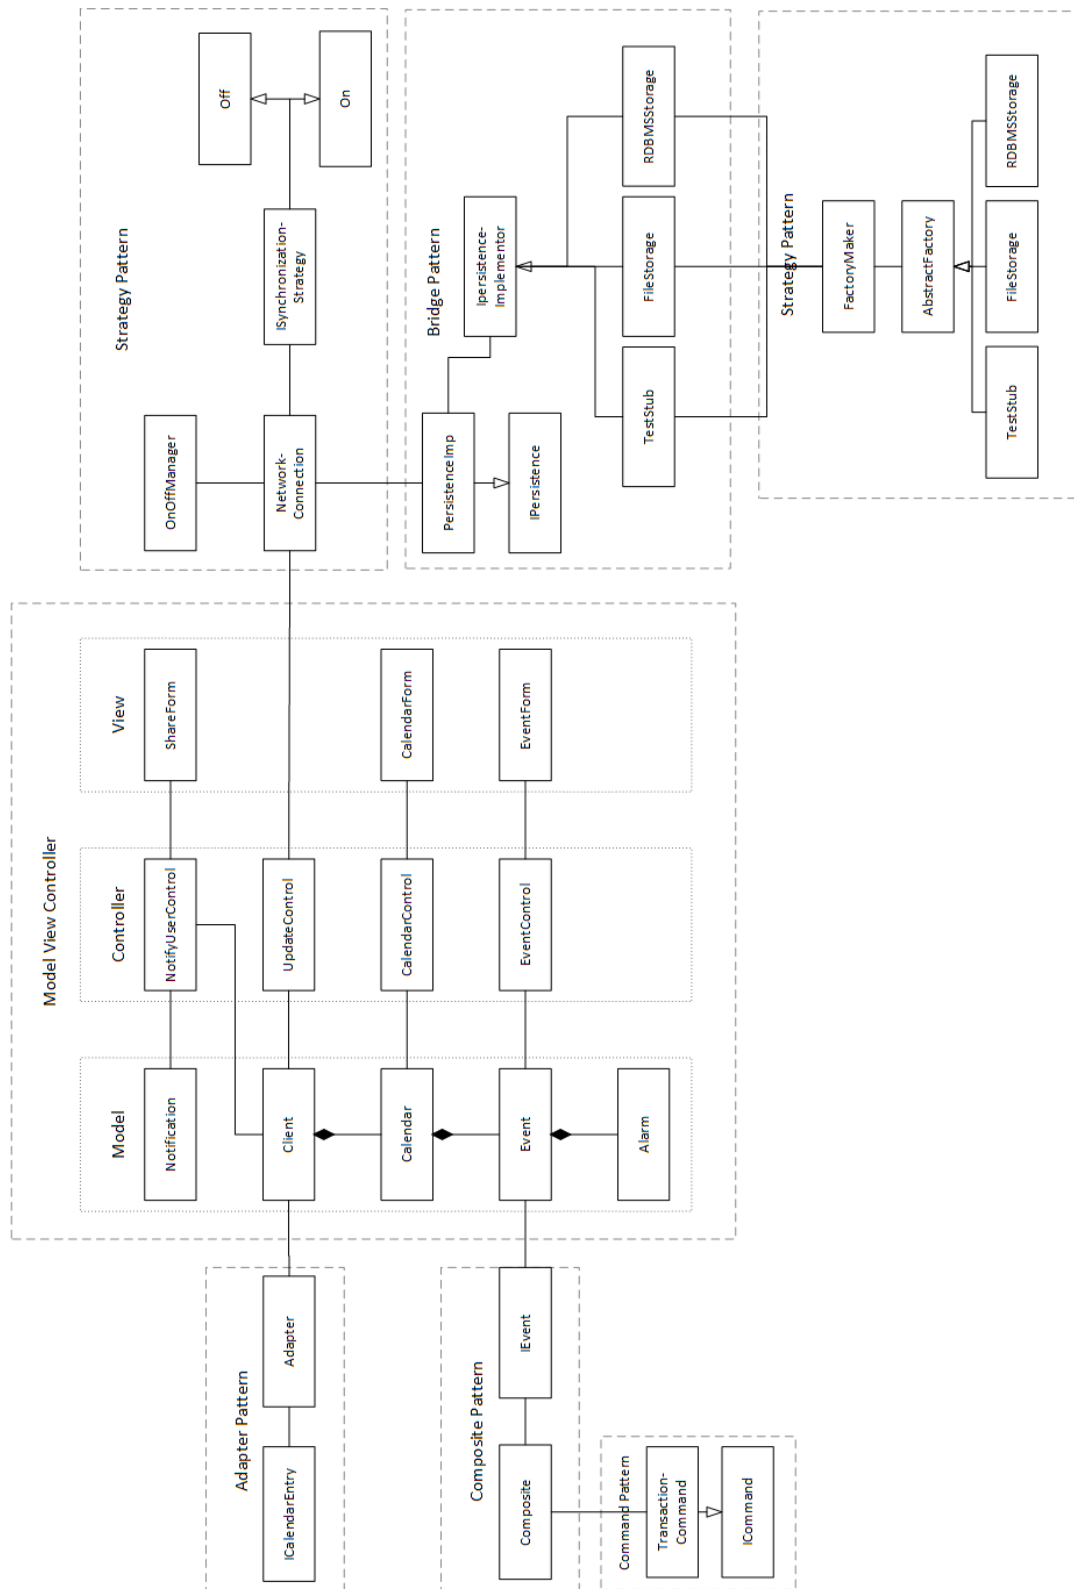 Adapter Pattern
ICalendarEntry
Adapter
Composite Pattern
Composite
IEvent
Command Pattern
Transaction-
Command
ICommand
Model View Controller
Model
Controller
View
Notification
NotifyUserControl
ShareForm
Client
UpdateControl
Calendar
CalendarControl
CalendarForm
Event
EventControl
EventForm
Alarm
Strategy Pattern
OnOffManager
Network-
Connection
ISynchronization-
Strategy
Off
On
Bridge Pattern
PersistenceImp
Ipersistence-
Implementor
IPersistence
TestStub
FileStorage
RDBMSStorage
Strategy Pattern
FactoryMaker
AbstractFactory
TestStub
FileStorage
RDBMSStorage